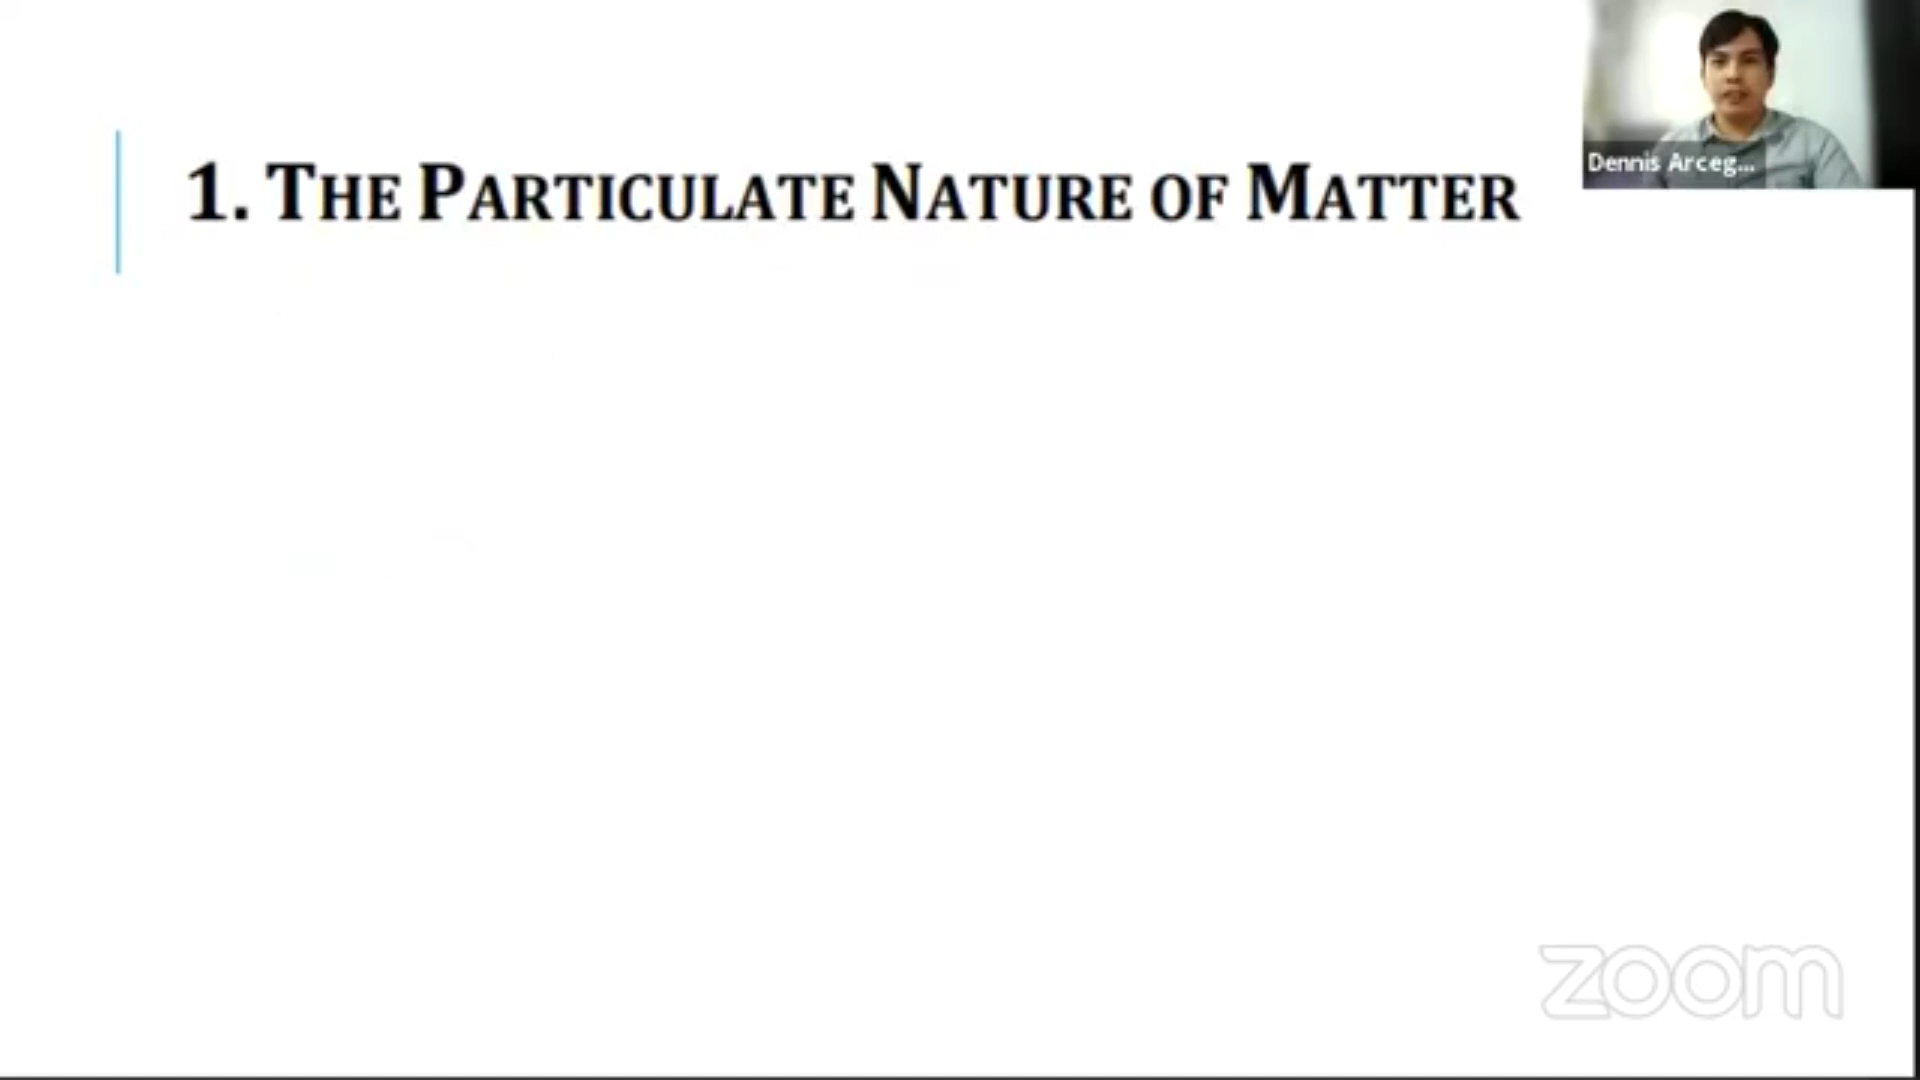 1. THE PARTICULATE NATURE OF MATTER
Dennis Arceg...
zoom